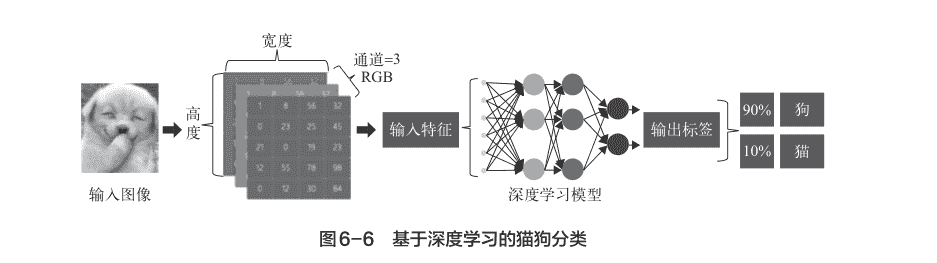 宽度
通道=3
RGB
高度
1 8 56 32
0 23 25 45
21 0 19 23
12 55 78 98
0 12 30 84
输入特征
输出标签
90% 狗
10% 猫
输入图像
深度学习模型
图6-6 基于深度学习的猫狗分类